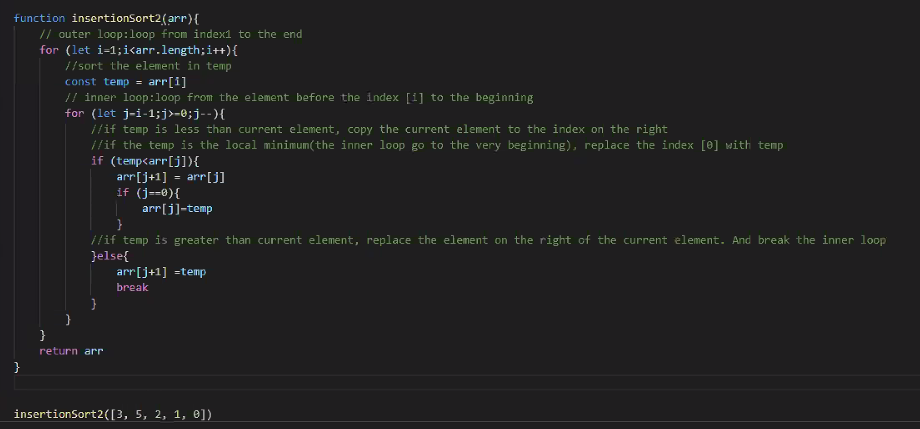 function insertionSort2(arr){
// outer loop:loop from index1 to the end
for (let i=1;i<arr.length;i++){
//sort the element in temp
const temp = arr[i]
// inner loop:loop from the element before the index [i] to the beginning
for (let j=i-1;j>=0;j--){
//if temp is less than current element, copy the current element to the index on the right
//if the temp is the local minimum(the inner loop go to the very beginning), replace the index [0] with temp
if (temp<arr[j]){
arr[j+1] = arr[j]
if (j==0){
arr[j]=temp
}
//if temp is greater than current element, replace the element on the right of the current element. And break the inner loop
}else{
arr[j+1] =temp
break
}
}
}
return arr
}
insertionSort2([3, 5, 2, 1, 0])